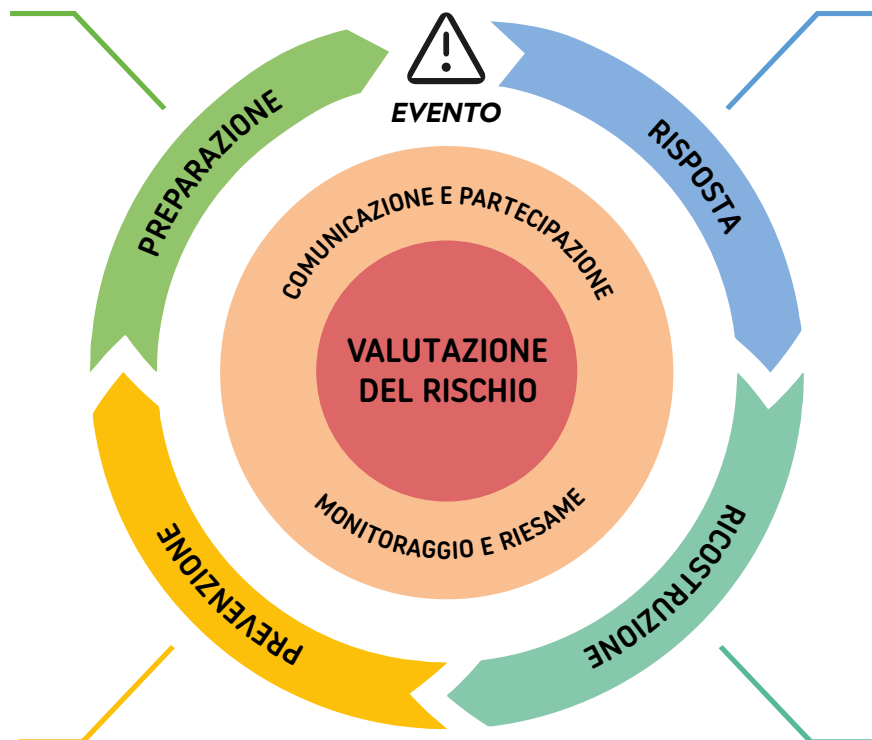 EVENTO
PREPARAZIONE
RISPOSTA
COMUNICAZIONE E PARTECIPAZIONE
VALUTAZIONE
DEL RISCHIO
MONITORAGGIO E RIESAME
PREVENZIONE
RICOSTRUZIONE